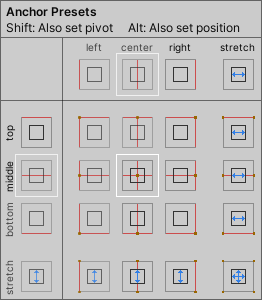 Anchor Presets
Shift: Also set pivot Alt: Also set position
left center right stretch
top
middle
bottom
stretch